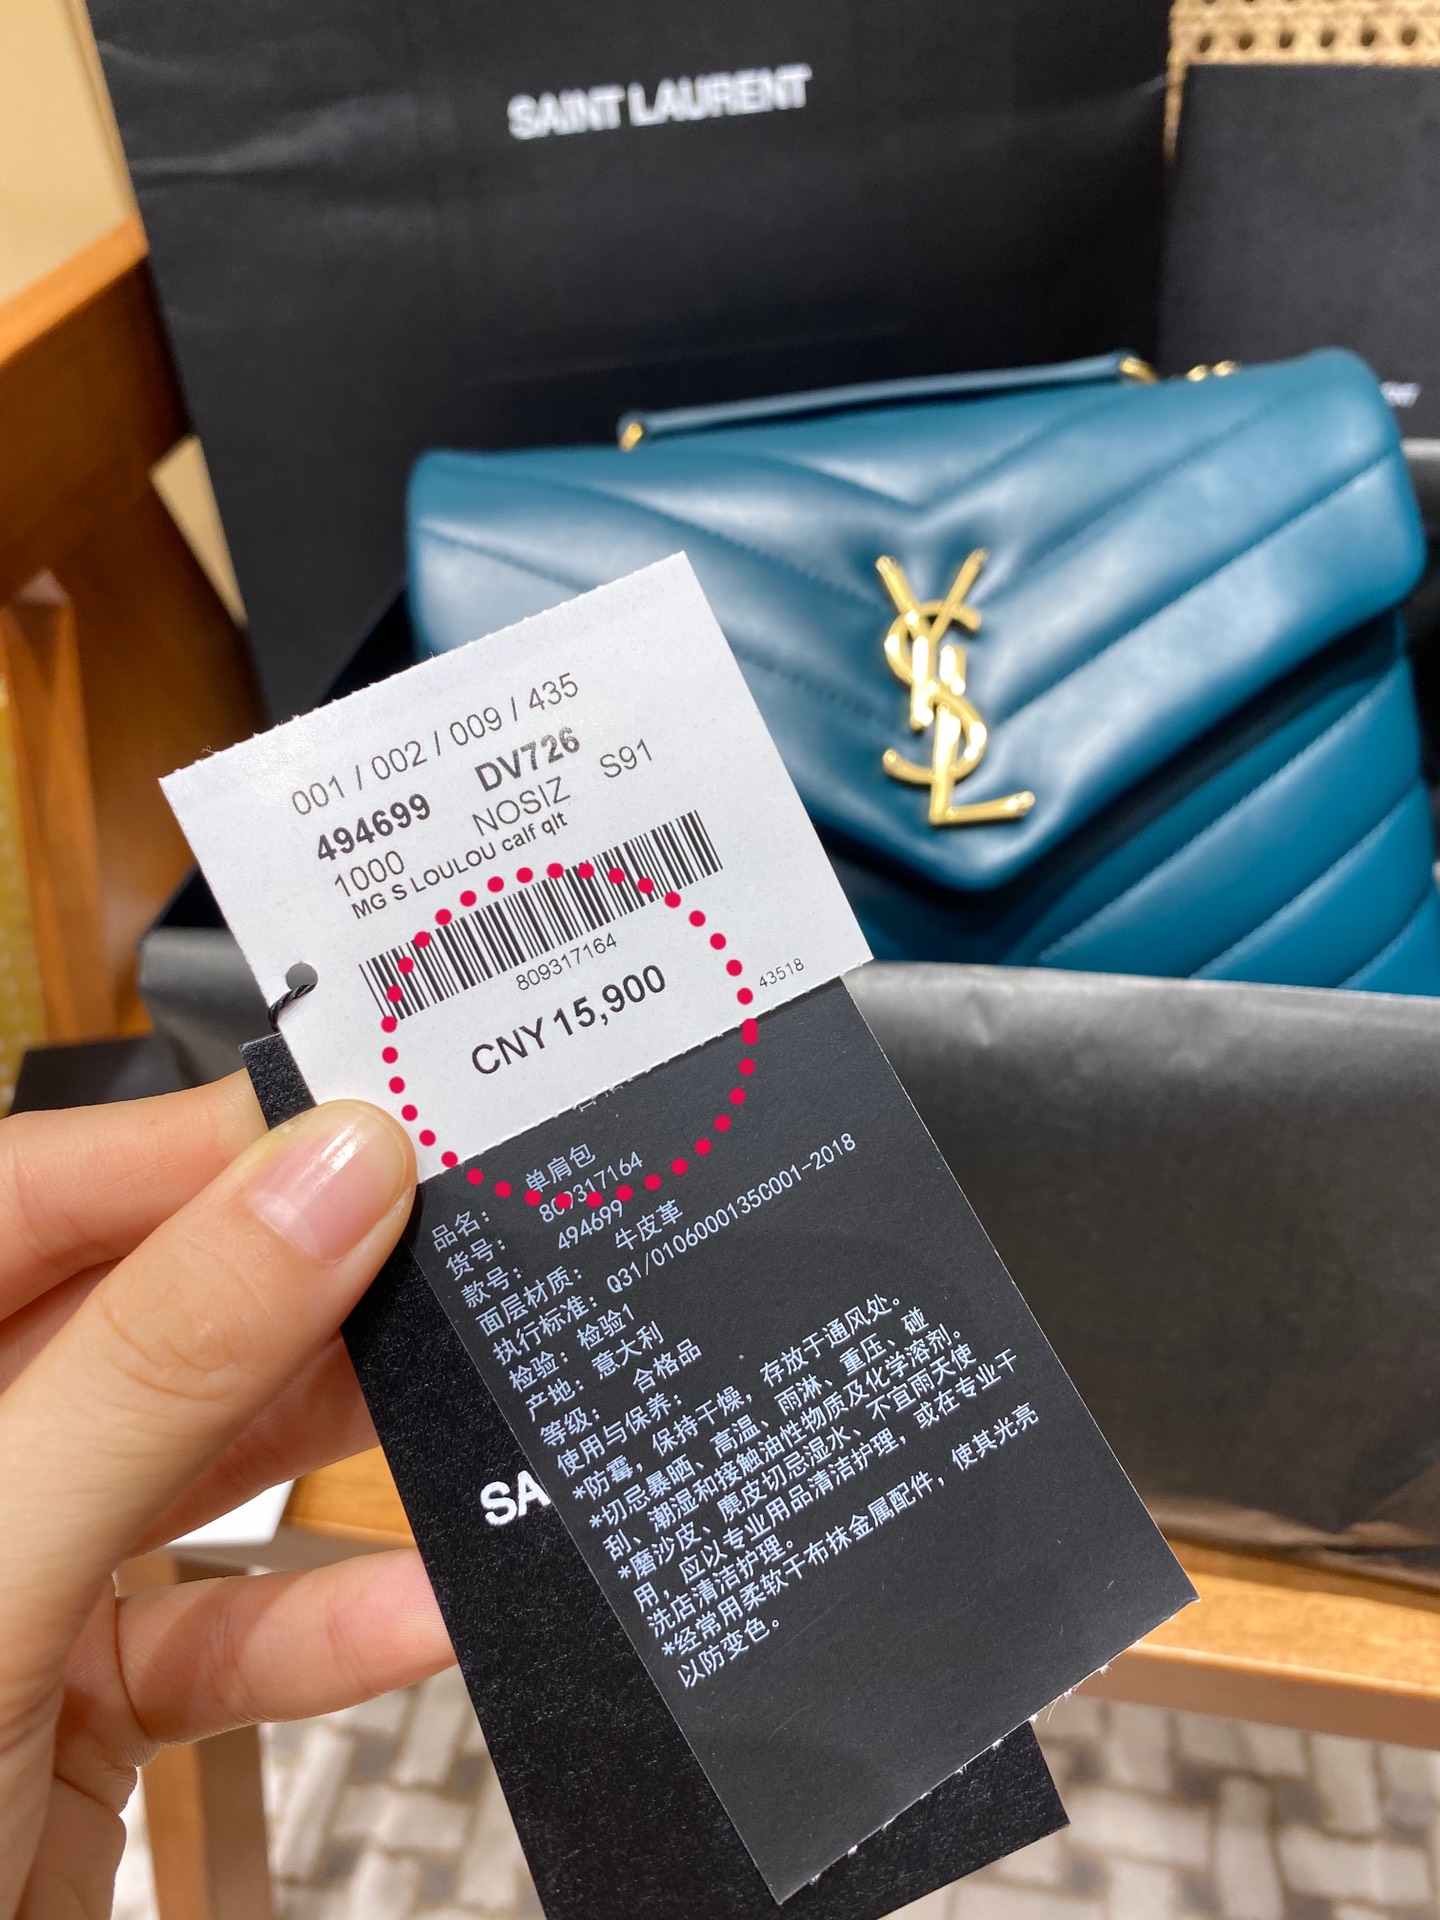 SAINT LAURENT
001 / 002 / 009 / 435
494699 DV726
1000 NOSIZ S91
MG S LOULOU calf qlt
809317164
43518
CNY 15,900
品名: 单肩包
货号: 809317164
款号: 494699
面层材质: 牛皮革
执行标准: Q31/0106000135C001-2018
检验: 检验1
产地: 意大利
等级: 合格品
使用与保养:
*防霉，保持干燥，存放于通风处。
*切忌暴晒、高温、雨淋、重压、碰
刮、潮湿和接触油性物质及化学溶剂。
*磨沙皮、麂皮切忌湿水、不宜雨天使
用，应以专业用品清洁护理，或在专业干
洗店清洁护理。
*经常用柔软干布抹金属配件，使其光亮
以防变色。
SA
YSL